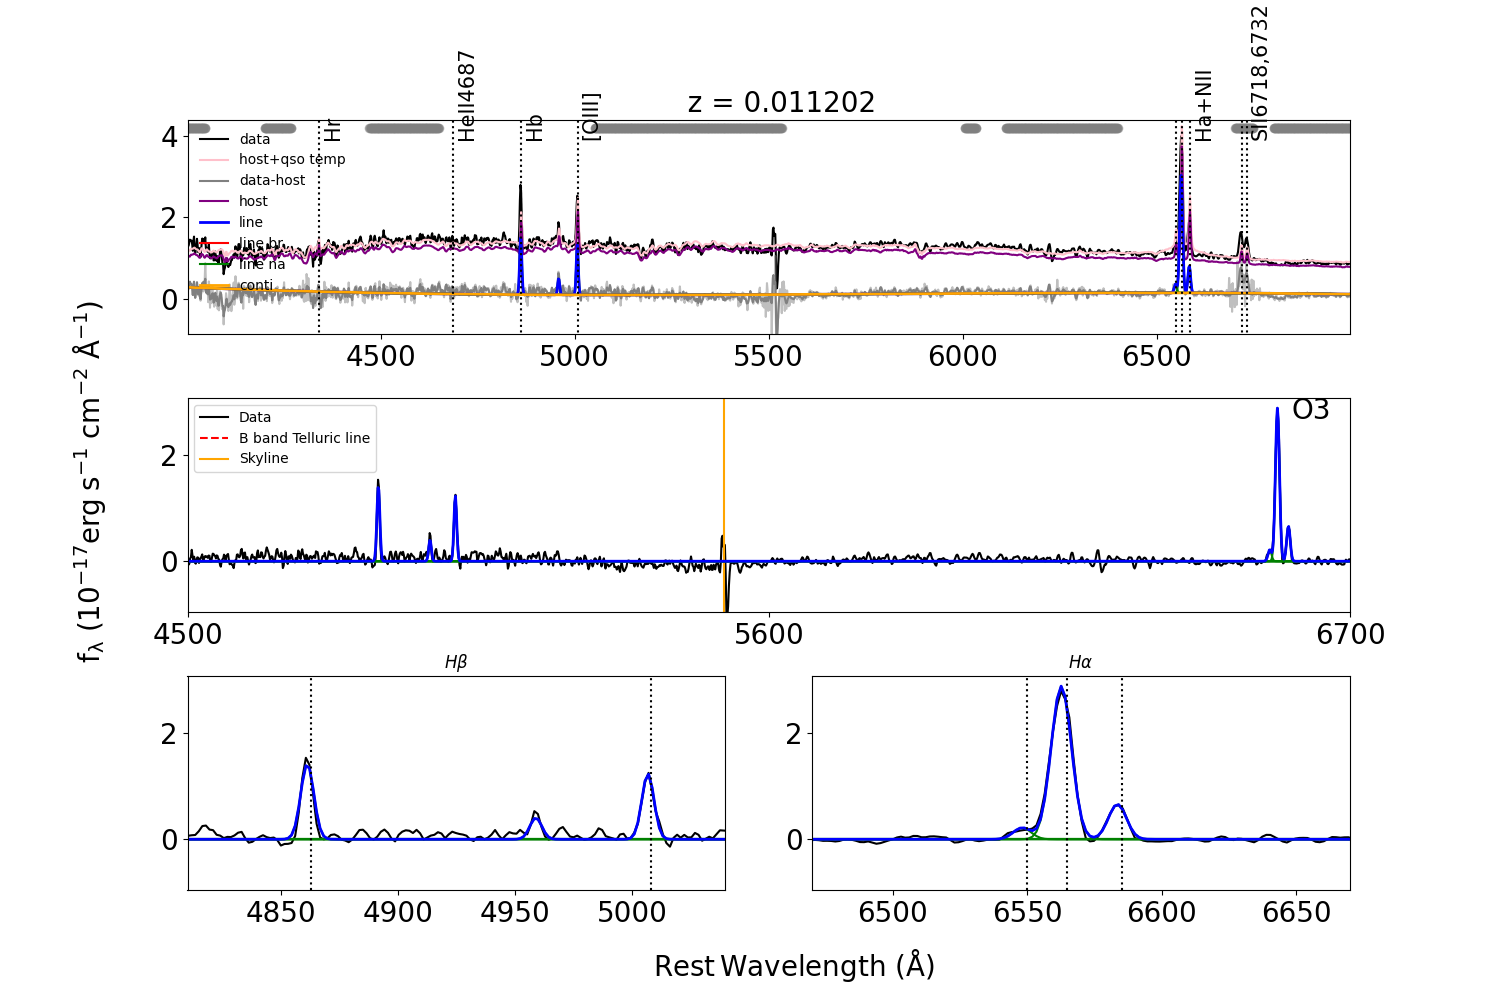 z = 0.011202
Hr
HeII4687
Hb
[OIII]
Ha+NII
SII6718,6732
data
host+qso temp
data-host
host
line
line br
line na
conti
4
2
0
4500 5000 5500 6000 6500
fλ (10⁻¹⁷erg s⁻¹ cm⁻² Å⁻¹)
Data
B band Telluric line
Skyline
O3
2
0
4500 5600 6700
Hβ
2
0
4850 4900 4950 5000
Hα
2
0
6500 6550 6600 6650
Rest Wavelength (Å)